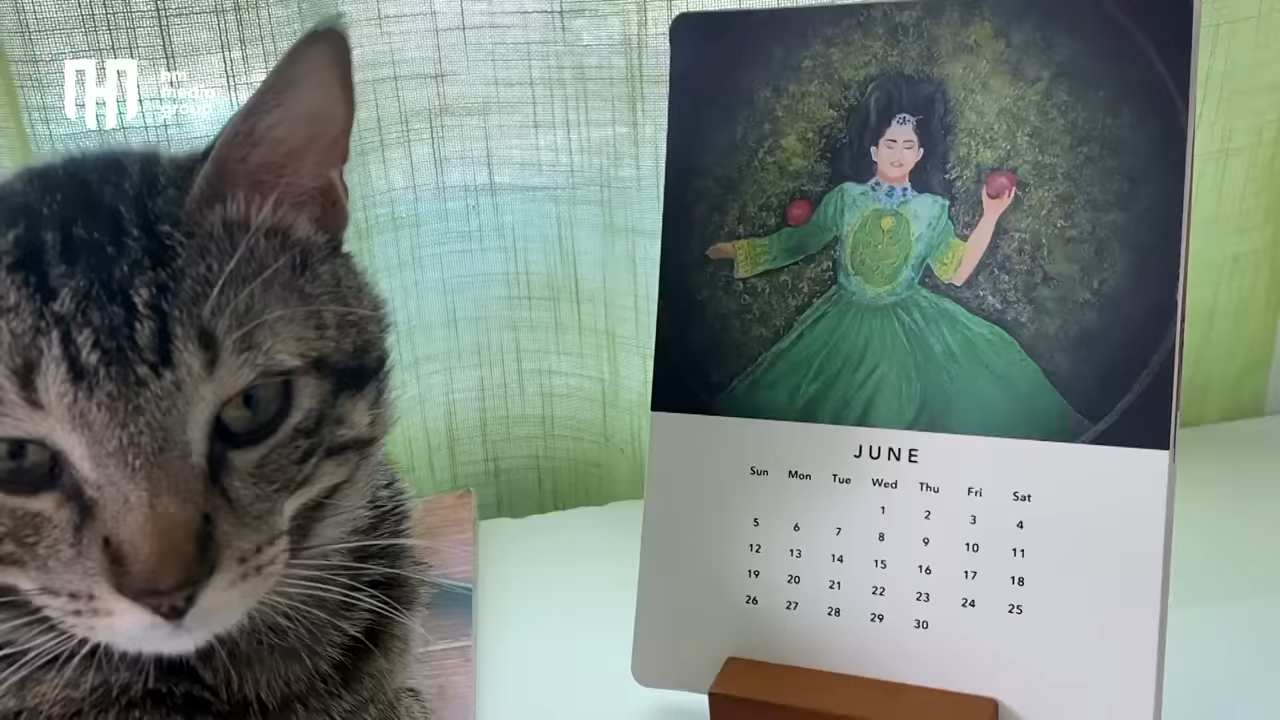 JUNE
Sun Mon Tue Wed Thu Fri Sat
1 2 3 4
5 6 7 8 9 10 11
12 13 14 15 16 17 18
19 20 21 22 23 24 25
26 27 28 29 30